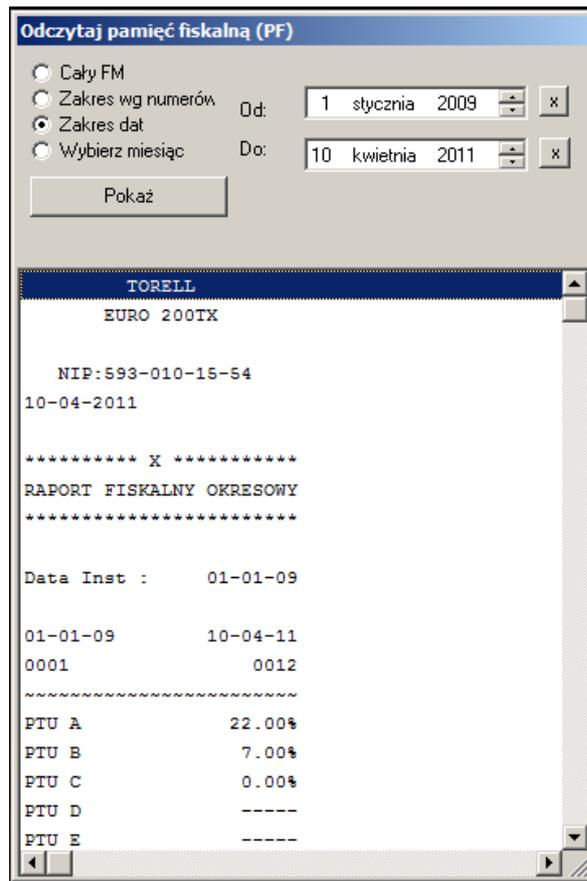 Odczytaj pamięć fiskalną (PF)
Cały FM
Zakres wg numerów
Zakres dat
Wybierz miesiąc
Od: 1 stycznia 2009 x
Do: 10 kwietnia 2011 x
Pokaż
TORELL
EURO 200TX
NIP:593-010-15-54
10-04-2011
********** X ***********
RAPORT FISKALNY OKRESOWY
************************
Data Inst : 01-01-09
01-01-09 10-04-11
0001 0012
~~~~~~~~~~~~~~~~~~~~~~~~
PTU A 22.00%
PTU B 7.00%
PTU C 0.00%
PTU D -----
PTU E -----